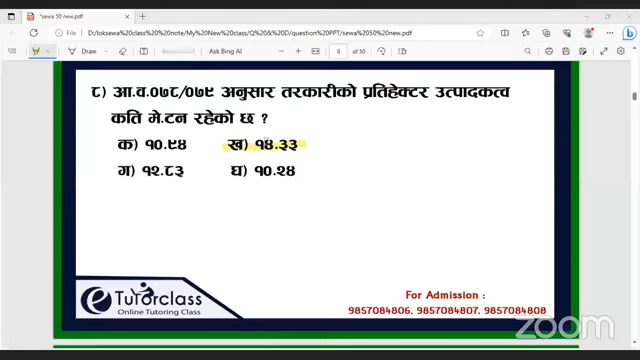 *sewa 50 new.pdf
File
D:/loksewa%20class%20%20note/My%20New%20class/Q%20&%20D/question%20PPT/sewa%2050%20new.pdf
Draw
Ask Bing AI
8 of 50
८) आ.व.०७८/०७९ अनुसार तरकारीको प्रतिहेक्टर उत्पादकत्व
कति मे.टन रहेको छ ?
क) १०.९४ ख) १४.३३
ग) १२.८३ घ) १०.२४
e Tutorclass
Online Tutoring Class
For Admission :
9857084806, 9857084807, 9857084808
zoom